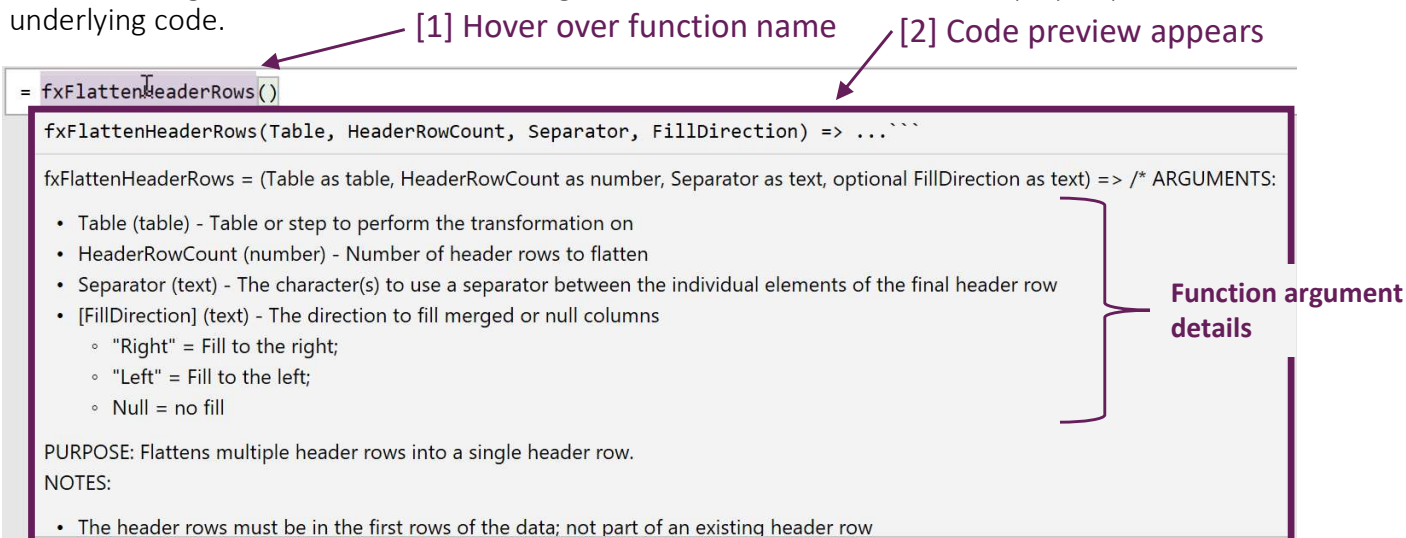 underlying code.
[1] Hover over function name
[2] Code preview appears
= fxFlattenHeaderRows()
fxFlattenHeaderRows(Table, HeaderRowCount, Separator, FillDirection) => ...```
fxFlattenHeaderRows = (Table as table, HeaderRowCount as number, Separator as text, optional FillDirection as text) => /* ARGUMENTS:
• Table (table) - Table or step to perform the transformation on
• HeaderRowCount (number) - Number of header rows to flatten
• Separator (text) - The character(s) to use a separator between the individual elements of the final header row
• [FillDirection] (text) - The direction to fill merged or null columns
◦ "Right" = Fill to the right;
◦ "Left" = Fill to the left;
◦ Null = no fill
Function argument
details
PURPOSE: Flattens multiple header rows into a single header row.
NOTES:
• The header rows must be in the first rows of the data; not part of an existing header row